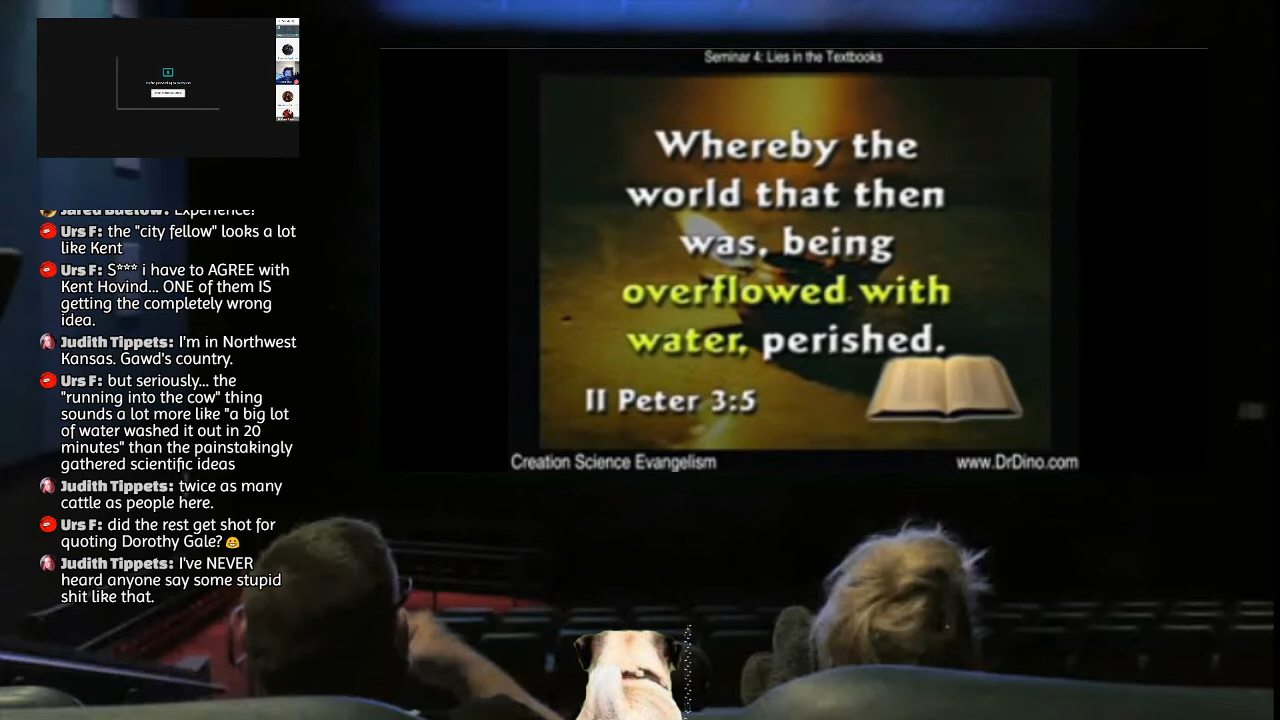 Seminar 4: Lies in the Textbooks
Whereby the
world that then
was, being
overflowed with
water, perished.
II Peter 3:5
Creation Science Evangelism
www.DrDino.com
Jared Buelow: Experience!
Urs F: the "city fellow" looks a lot
like Kent
Urs F: S*** i have to AGREE with
Kent Hovind... ONE of them IS
getting the completely wrong
idea.
Judith Tippets: I'm in Northwest
Kansas. Gawd's country.
Urs F: but seriously... the
"running into the cow" thing
sounds a lot more like "a big lot
of water washed it out in 20
minutes" than the painstakingly
gathered scientific ideas
Judith Tippets: twice as many
cattle as people here.
Urs F: did the rest get shot for
quoting Dorothy Gale? 😀
Judith Tippets: I've NEVER
heard anyone say some stupid
shit like that.